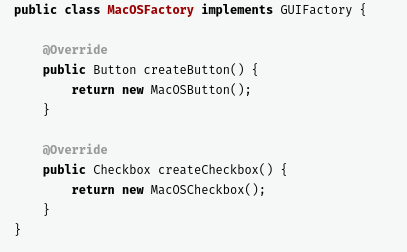 public class MacOSFactory implements GUIFactory {
@Override
public Button createButton() {
return new MacOSButton();
}
@Override
public Checkbox createCheckbox() {
return new MacOSCheckbox();
}
}